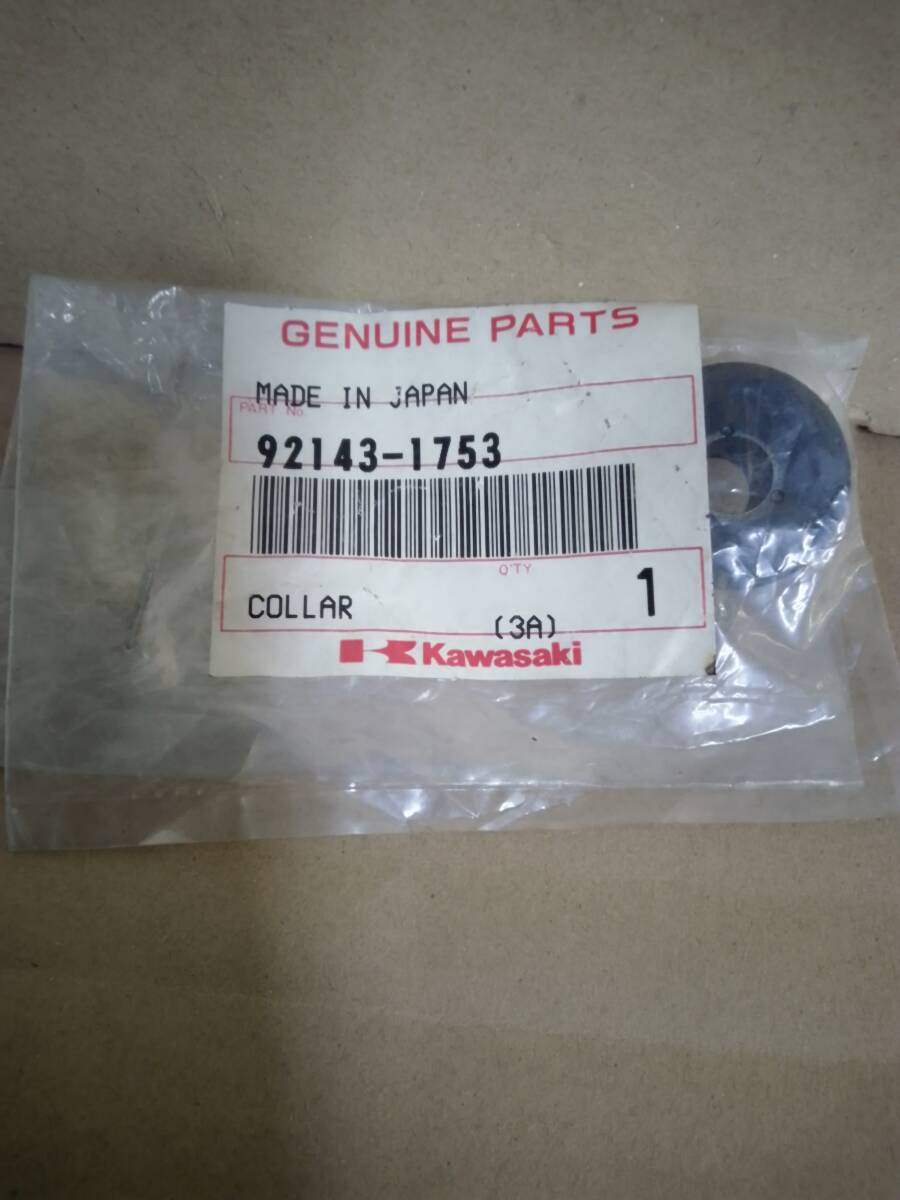 GENUINE PARTS
MADE IN JAPAN
PART No.
92143-1753
Q'TY
COLLAR
(3A)
1
Kawasaki